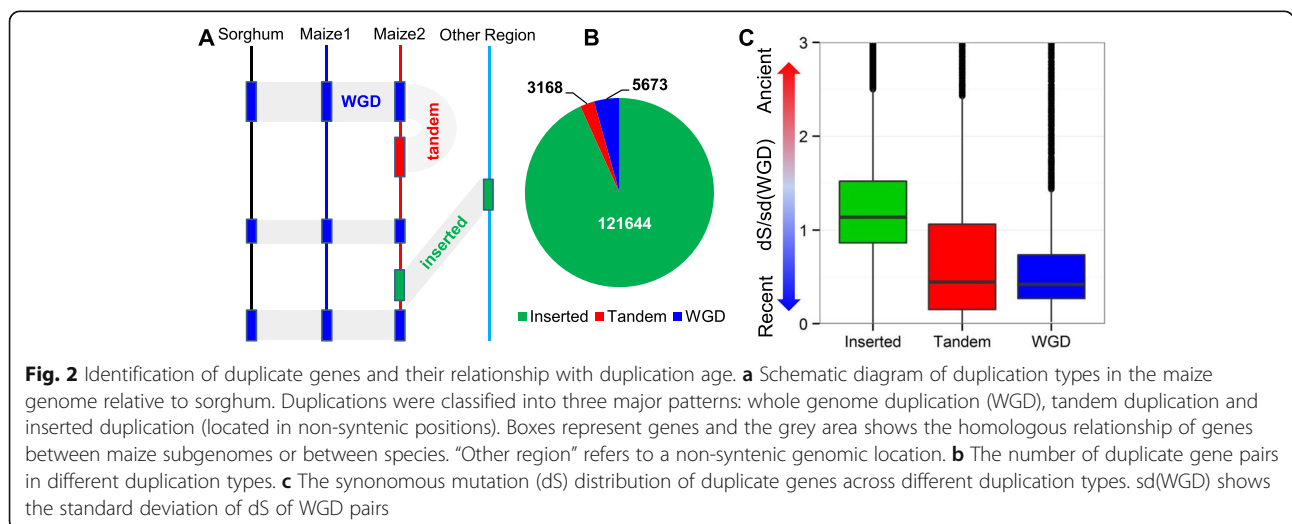 A
Sorghum Maize1 Maize2 Other Region
WGD
tandem
inserted
B
3168
5673
121644
Inserted Tandem WGD
C
Ancient
dS/sd(WGD)
Recent
3
2
1
0
Inserted Tandem WGD
Fig. 2 Identification of duplicate genes and their relationship with duplication age. a Schematic diagram of duplication types in the maize
genome relative to sorghum. Duplications were classified into three major patterns: whole genome duplication (WGD), tandem duplication and
inserted duplication (located in non-syntenic positions). Boxes represent genes and the grey area shows the homologous relationship of genes
between maize subgenomes or between species. “Other region” refers to a non-syntenic genomic location. b The number of duplicate gene pairs
in different duplication types. c The synonomous mutation (dS) distribution of duplicate genes across different duplication types. sd(WGD) shows
the standard deviation of dS of WGD pairs